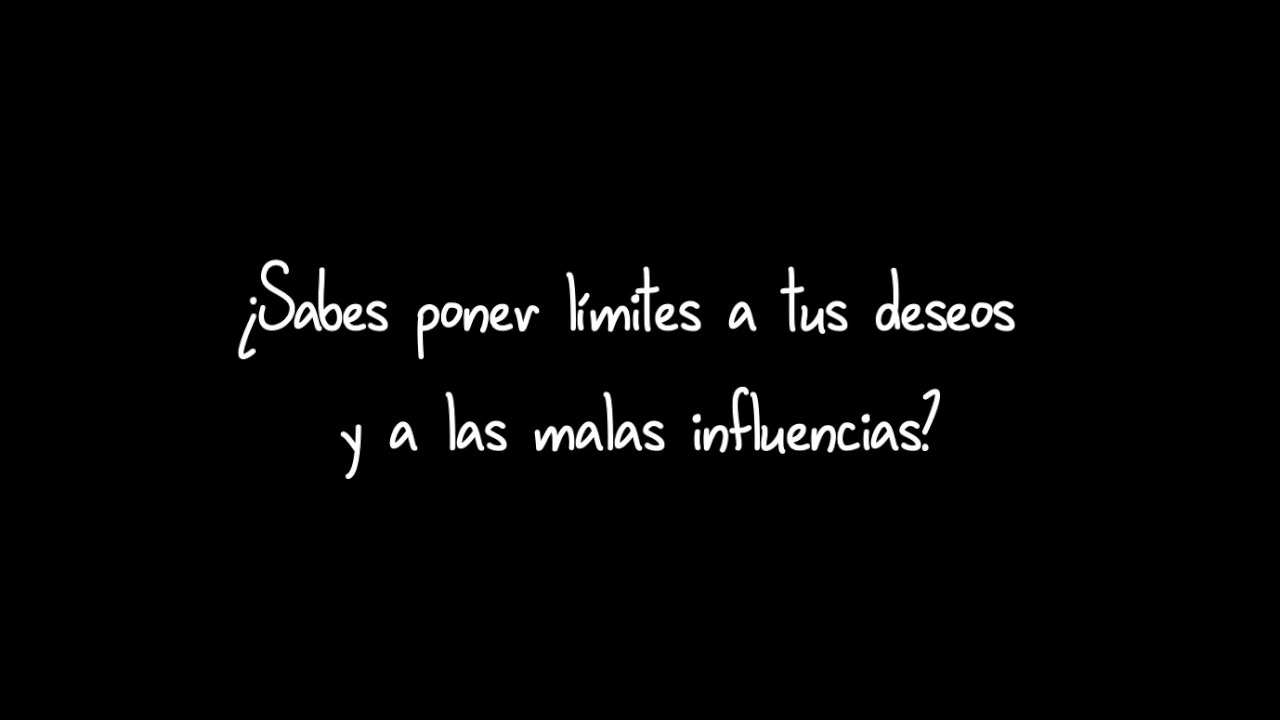 ¿Sabes poner límites a tus deseos
y a las malas influencias?